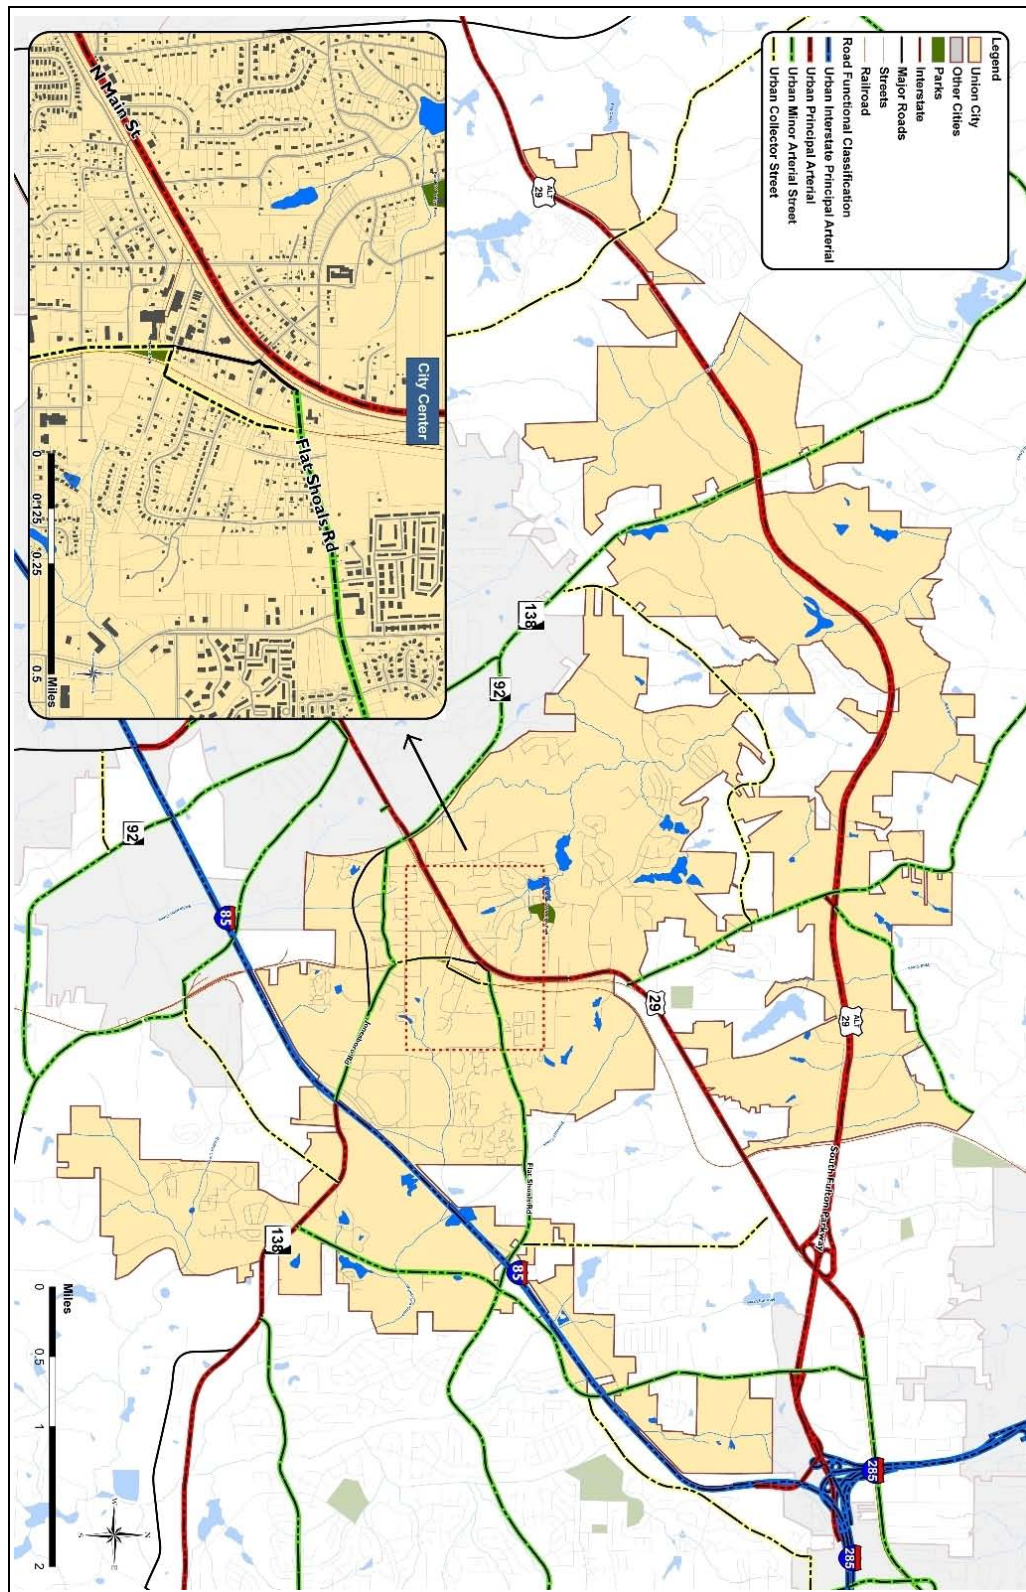 Legend
Union City
Other Cities
Parks
Interstate
Major Roads
Streets
Railroad
Road Functional Classification
Urban Interstate Principal Arterial
Urban Principal Arterial
Urban Minor Arterial Street
Urban Collector Street
City Center
N Main St
Flat Shoals Rd
0 0.125 0.25 0.5
Miles
ALT
29
138
92
92
85
29
ALT
29
South Fulton Parkway
Jonesboro Rd
Flat Shoals Rd
138
85
285
285
Miles
0 0.5 1 2
N
W
E
S